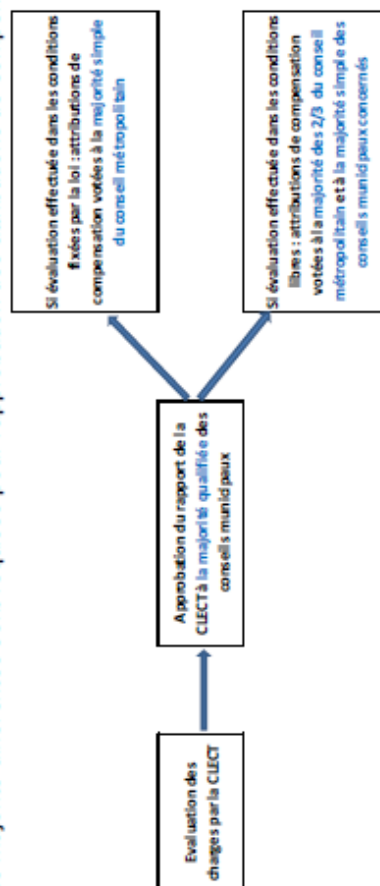 Evaluation des
charges par la CLECT
Approbation du rapport de la
CLECT à la majorité qualifiée des
conseils municipaux
Si évaluation effectuée dans les conditions
fixées par la loi : attributions de
compensation votées à la majorité simple
du conseil métropolitain
Si évaluation effectuée dans les conditions
libres : attributions de compensation
votées à la majorité des 2/3 du conseil
métropolitain et à la majorité simple des
conseils municipaux concernés